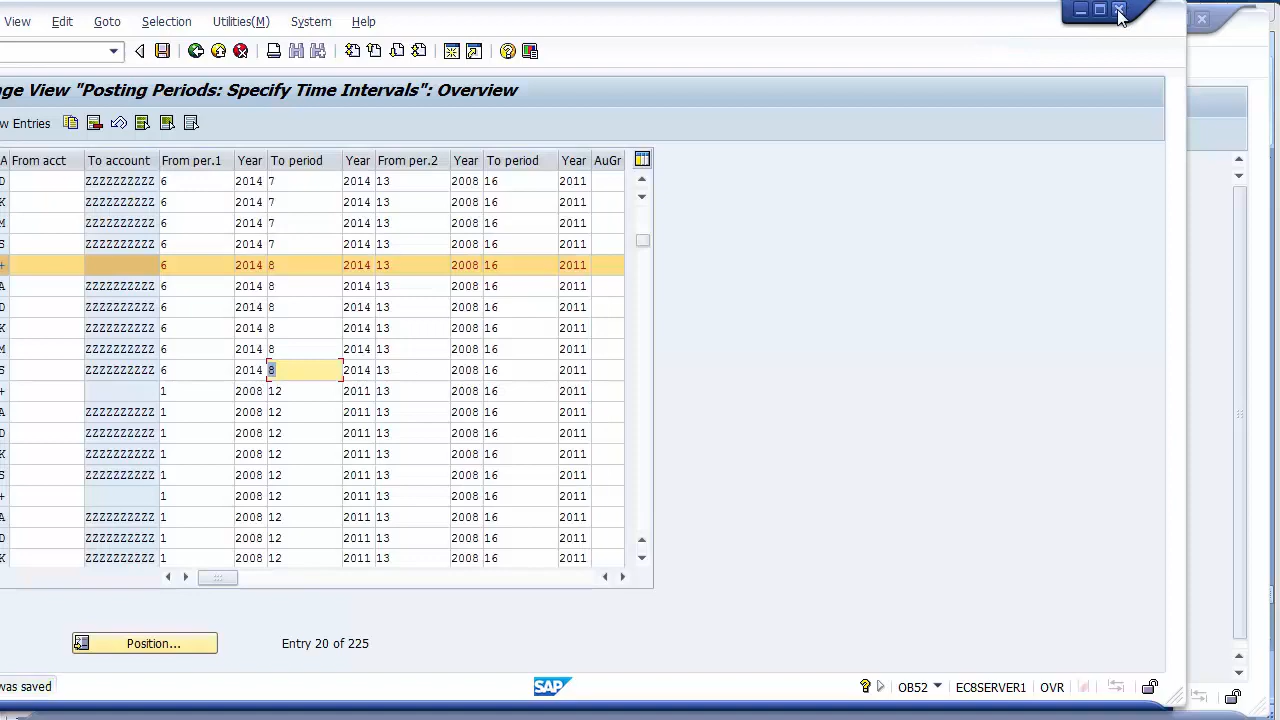 View Edit Goto Selection Utilities(M) System Help
ge View "Posting Periods: Specify Time Intervals": Overview
w Entries
A From acct To account From per.1 Year To period Year From per.2 Year To period Year AuGr
D ZZZZZZZZZZ 6 2014 7 2014 13 2008 16 2011
K ZZZZZZZZZZ 6 2014 7 2014 13 2008 16 2011
M ZZZZZZZZZZ 6 2014 7 2014 13 2008 16 2011
S ZZZZZZZZZZ 6 2014 7 2014 13 2008 16 2011
+ 6 2014 8 2014 13 2008 16 2011
A ZZZZZZZZZZ 6 2014 8 2014 13 2008 16 2011
D ZZZZZZZZZZ 6 2014 8 2014 13 2008 16 2011
K ZZZZZZZZZZ 6 2014 8 2014 13 2008 16 2011
M ZZZZZZZZZZ 6 2014 8 2014 13 2008 16 2011
S ZZZZZZZZZZ 6 2014 8 2014 13 2008 16 2011
+ 1 2008 12 2011 13 2008 16 2011
A ZZZZZZZZZZ 1 2008 12 2011 13 2008 16 2011
D ZZZZZZZZZZ 1 2008 12 2011 13 2008 16 2011
K ZZZZZZZZZZ 1 2008 12 2011 13 2008 16 2011
S ZZZZZZZZZZ 1 2008 12 2011 13 2008 16 2011
+ 1 2008 12 2011 13 2008 16 2011
A ZZZZZZZZZZ 1 2008 12 2011 13 2008 16 2011
D ZZZZZZZZZZ 1 2008 12 2011 13 2008 16 2011
K ZZZZZZZZZZ 1 2008 12 2011 13 2008 16 2011
Position... Entry 20 of 225
was saved SAP OB52 EC8SERVER1 OVR